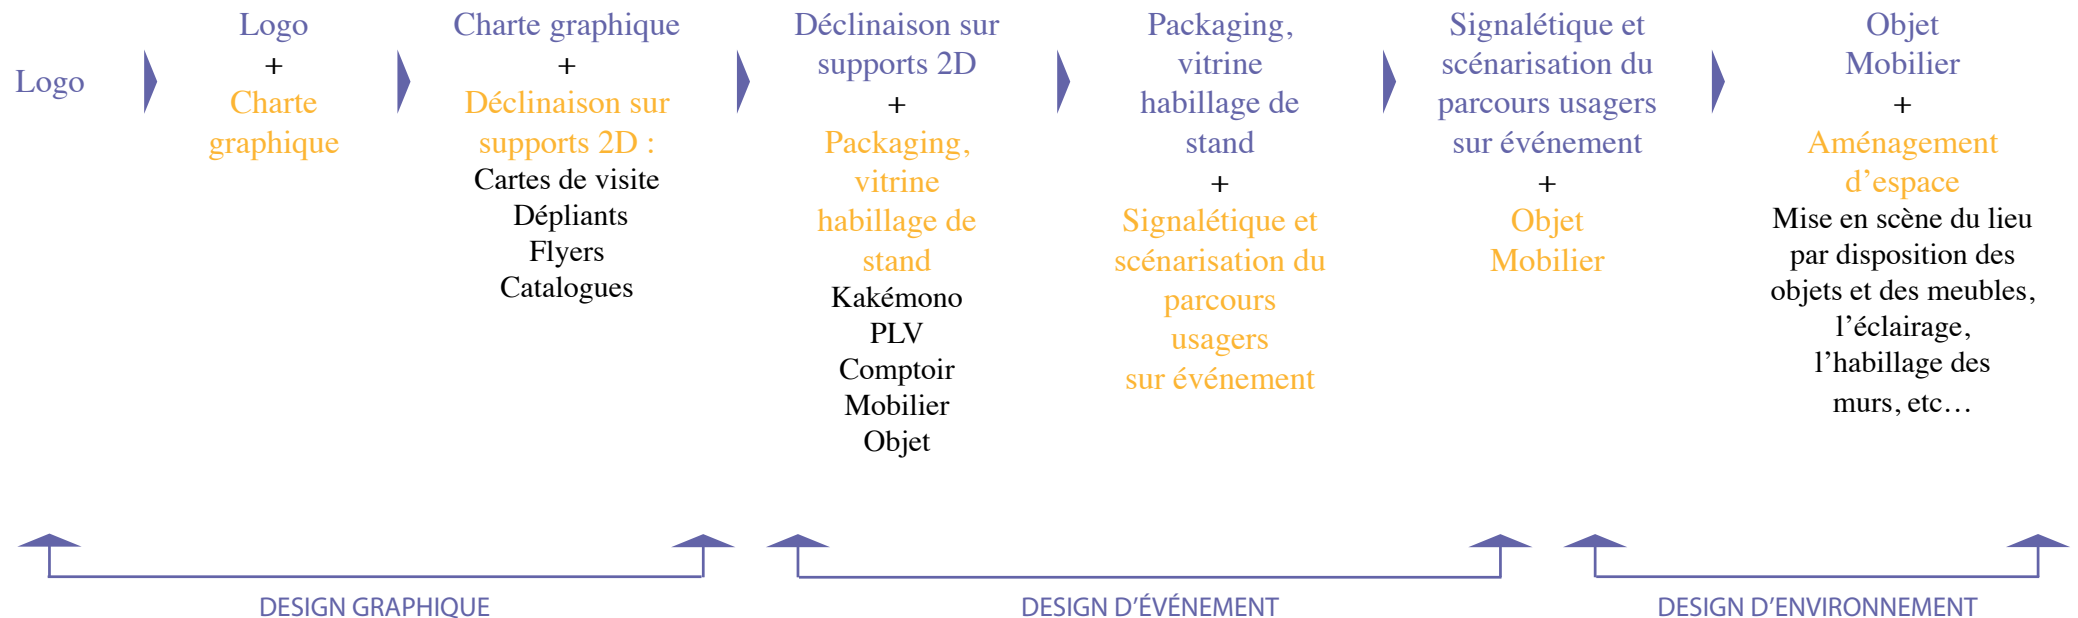 Logo
Logo
+
Charte
graphique
Charte graphique
+
Déclinaison sur
supports 2D :
Cartes de visite
Dépliants
Flyers
Catalogues
Déclinaison sur
supports 2D
+
Packaging,
vitrine
habillage de
stand
Kakémono
PLV
Comptoir
Mobilier
Objet
Packaging,
vitrine
habillage de
stand
+
Signalétique et
scénarisation du
parcours
usagers
sur événement
Signalétique et
scénarisation du
parcours usagers
sur événement
+
Objet
Mobilier
Objet
Mobilier
+
Aménagement
d’espace
Mise en scène du lieu
par disposition des
objets et des meubles,
l’éclairage,
l’habillage des
murs, etc…
DESIGN GRAPHIQUE
DESIGN D’ÉVÉNEMENT
DESIGN D’ENVIRONNEMENT